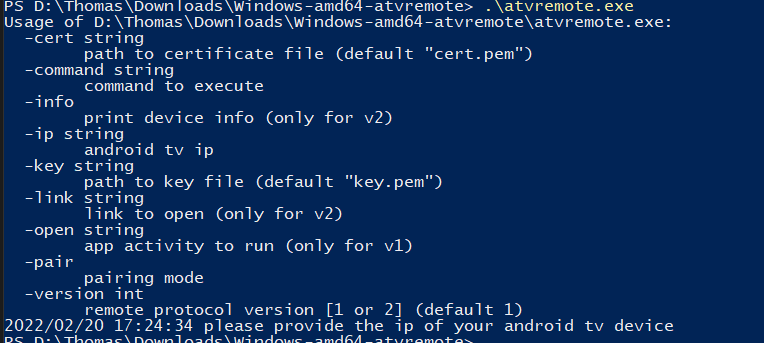 PS D:\Thomas\Downloads\Windows-amd64-atvremote> .\atvremote.exe
Usage of D:\Thomas\Downloads\Windows-amd64-atvremote\atvremote.exe:
  -cert string
        path to certificate file (default "cert.pem")
  -command string
        command to execute
  -info
        print device info (only for v2)
  -ip string
        android tv ip
  -key string
        path to key file (default "key.pem")
  -link string
        link to open (only for v2)
  -open string
        app activity to run (only for v1)
  -pair
        pairing mode
  -version int
        remote protocol version [1 or 2] (default 1)
2022/02/20 17:24:34 please provide the ip of your android tv device
PS D:\Thomas\Downloads\Windows-amd64-atvremote>